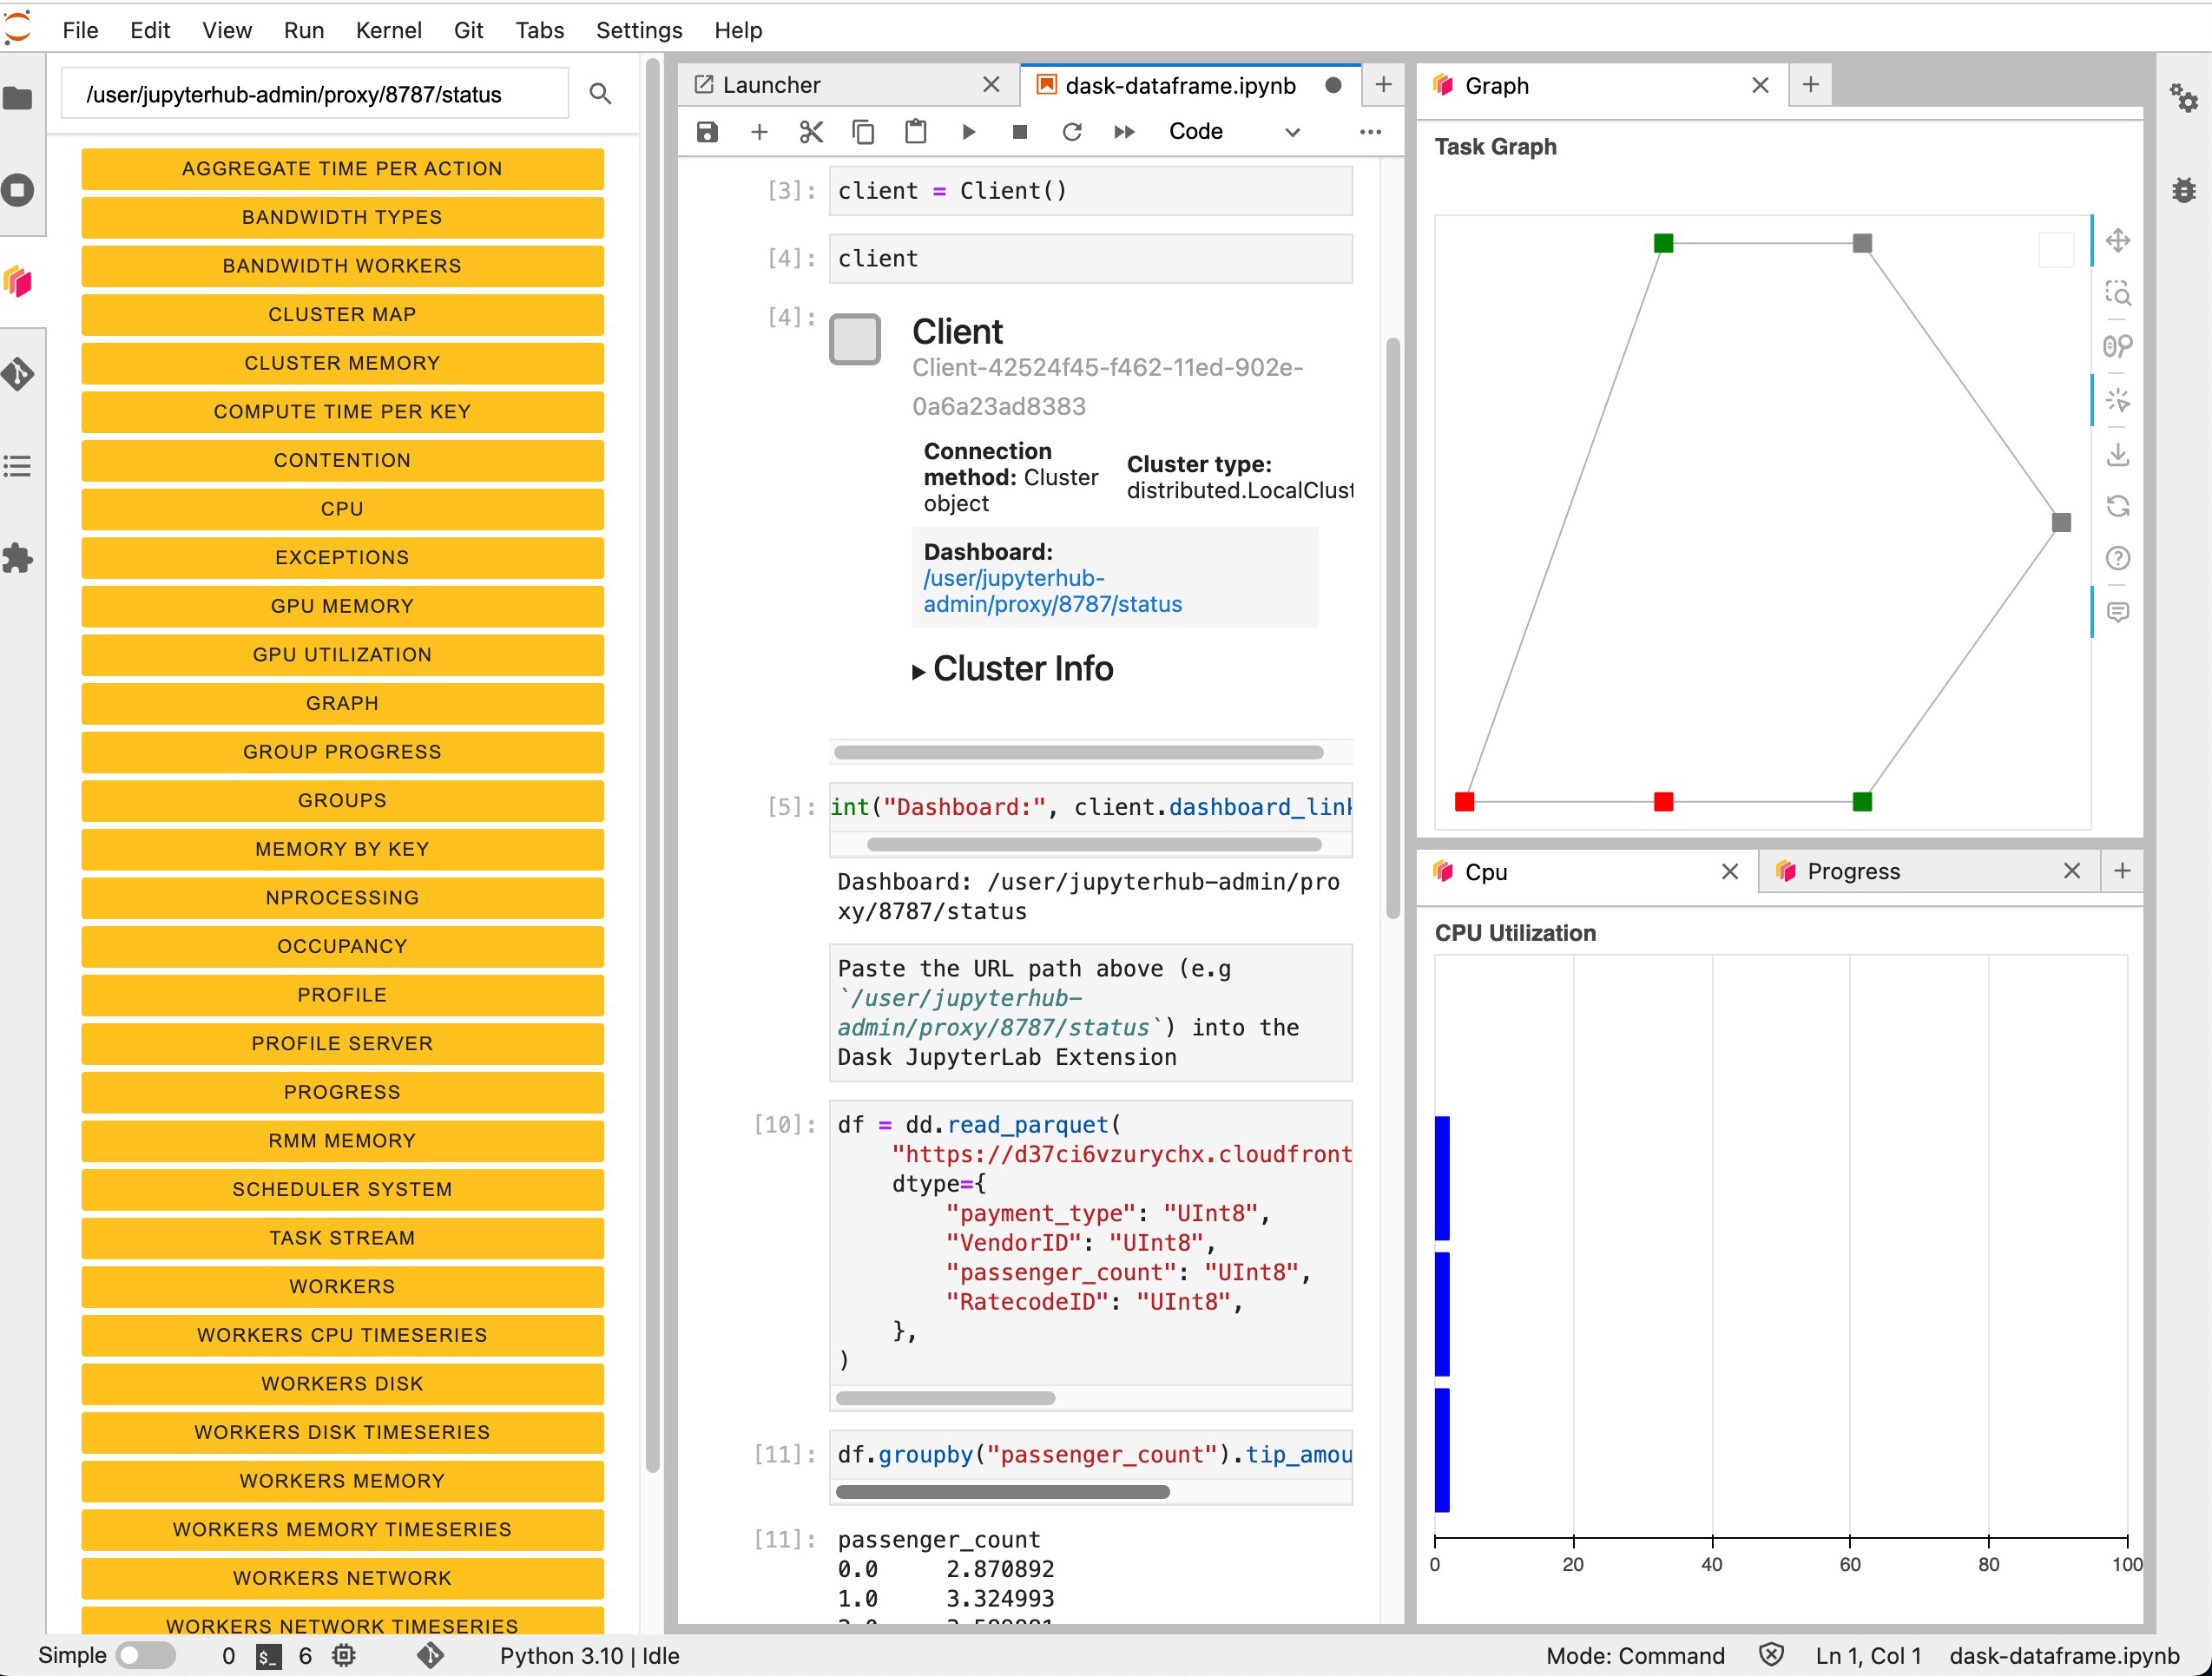 File Edit View Run Kernel Git Tabs Settings Help
/user/jupyterhub-admin/proxy/8787/status
AGGREGATE TIME PER ACTION
BANDWIDTH TYPES
BANDWIDTH WORKERS
CLUSTER MAP
CLUSTER MEMORY
COMPUTE TIME PER KEY
CONTENTION
CPU
EXCEPTIONS
GPU MEMORY
GPU UTILIZATION
GRAPH
GROUP PROGRESS
GROUPS
MEMORY BY KEY
NPROCESSING
OCCUPANCY
PROFILE
PROFILE SERVER
PROGRESS
RMM MEMORY
SCHEDULER SYSTEM
TASK STREAM
WORKERS
WORKERS CPU TIMESERIES
WORKERS DISK
WORKERS DISK TIMESERIES
WORKERS MEMORY
WORKERS MEMORY TIMESERIES
WORKERS NETWORK
WORKERS NETWORK TIMESERIES
Launcher
dask-dataframe.ipynb
Code
[3]: client = Client()
[4]: client
[4]: Client
Client-42524f45-f462-11ed-902e-
0a6a23ad8383
Connection
method: Cluster
object
Cluster type:
distributed.LocalClust
Dashboard:
/user/jupyterhub-
admin/proxy/8787/status
Cluster Info
[5]: int("Dashboard:", client.dashboard_link
Dashboard: /user/jupyterhub-admin/pro
xy/8787/status
Paste the URL path above (e.g
`/user/jupyterhub-
admin/proxy/8787/status`) into the
Dask JupyterLab Extension
[10]: df = dd.read_parquet(
"https://d37ci6vzurychx.cloudfront
dtype={
"payment_type": "UInt8",
"VendorID": "UInt8",
"passenger_count": "UInt8",
"RatecodeID": "UInt8",
},
)
[11]: df.groupby("passenger_count").tip_amou
[11]: passenger_count
0.0 2.870892
1.0 3.324993
Graph
Task Graph
Cpu
Progress
CPU Utilization
0 20 40 60 80 100
Simple 0 $_ 6 Python 3.10 | Idle Mode: Command Ln 1, Col 1 dask-dataframe.ipynb